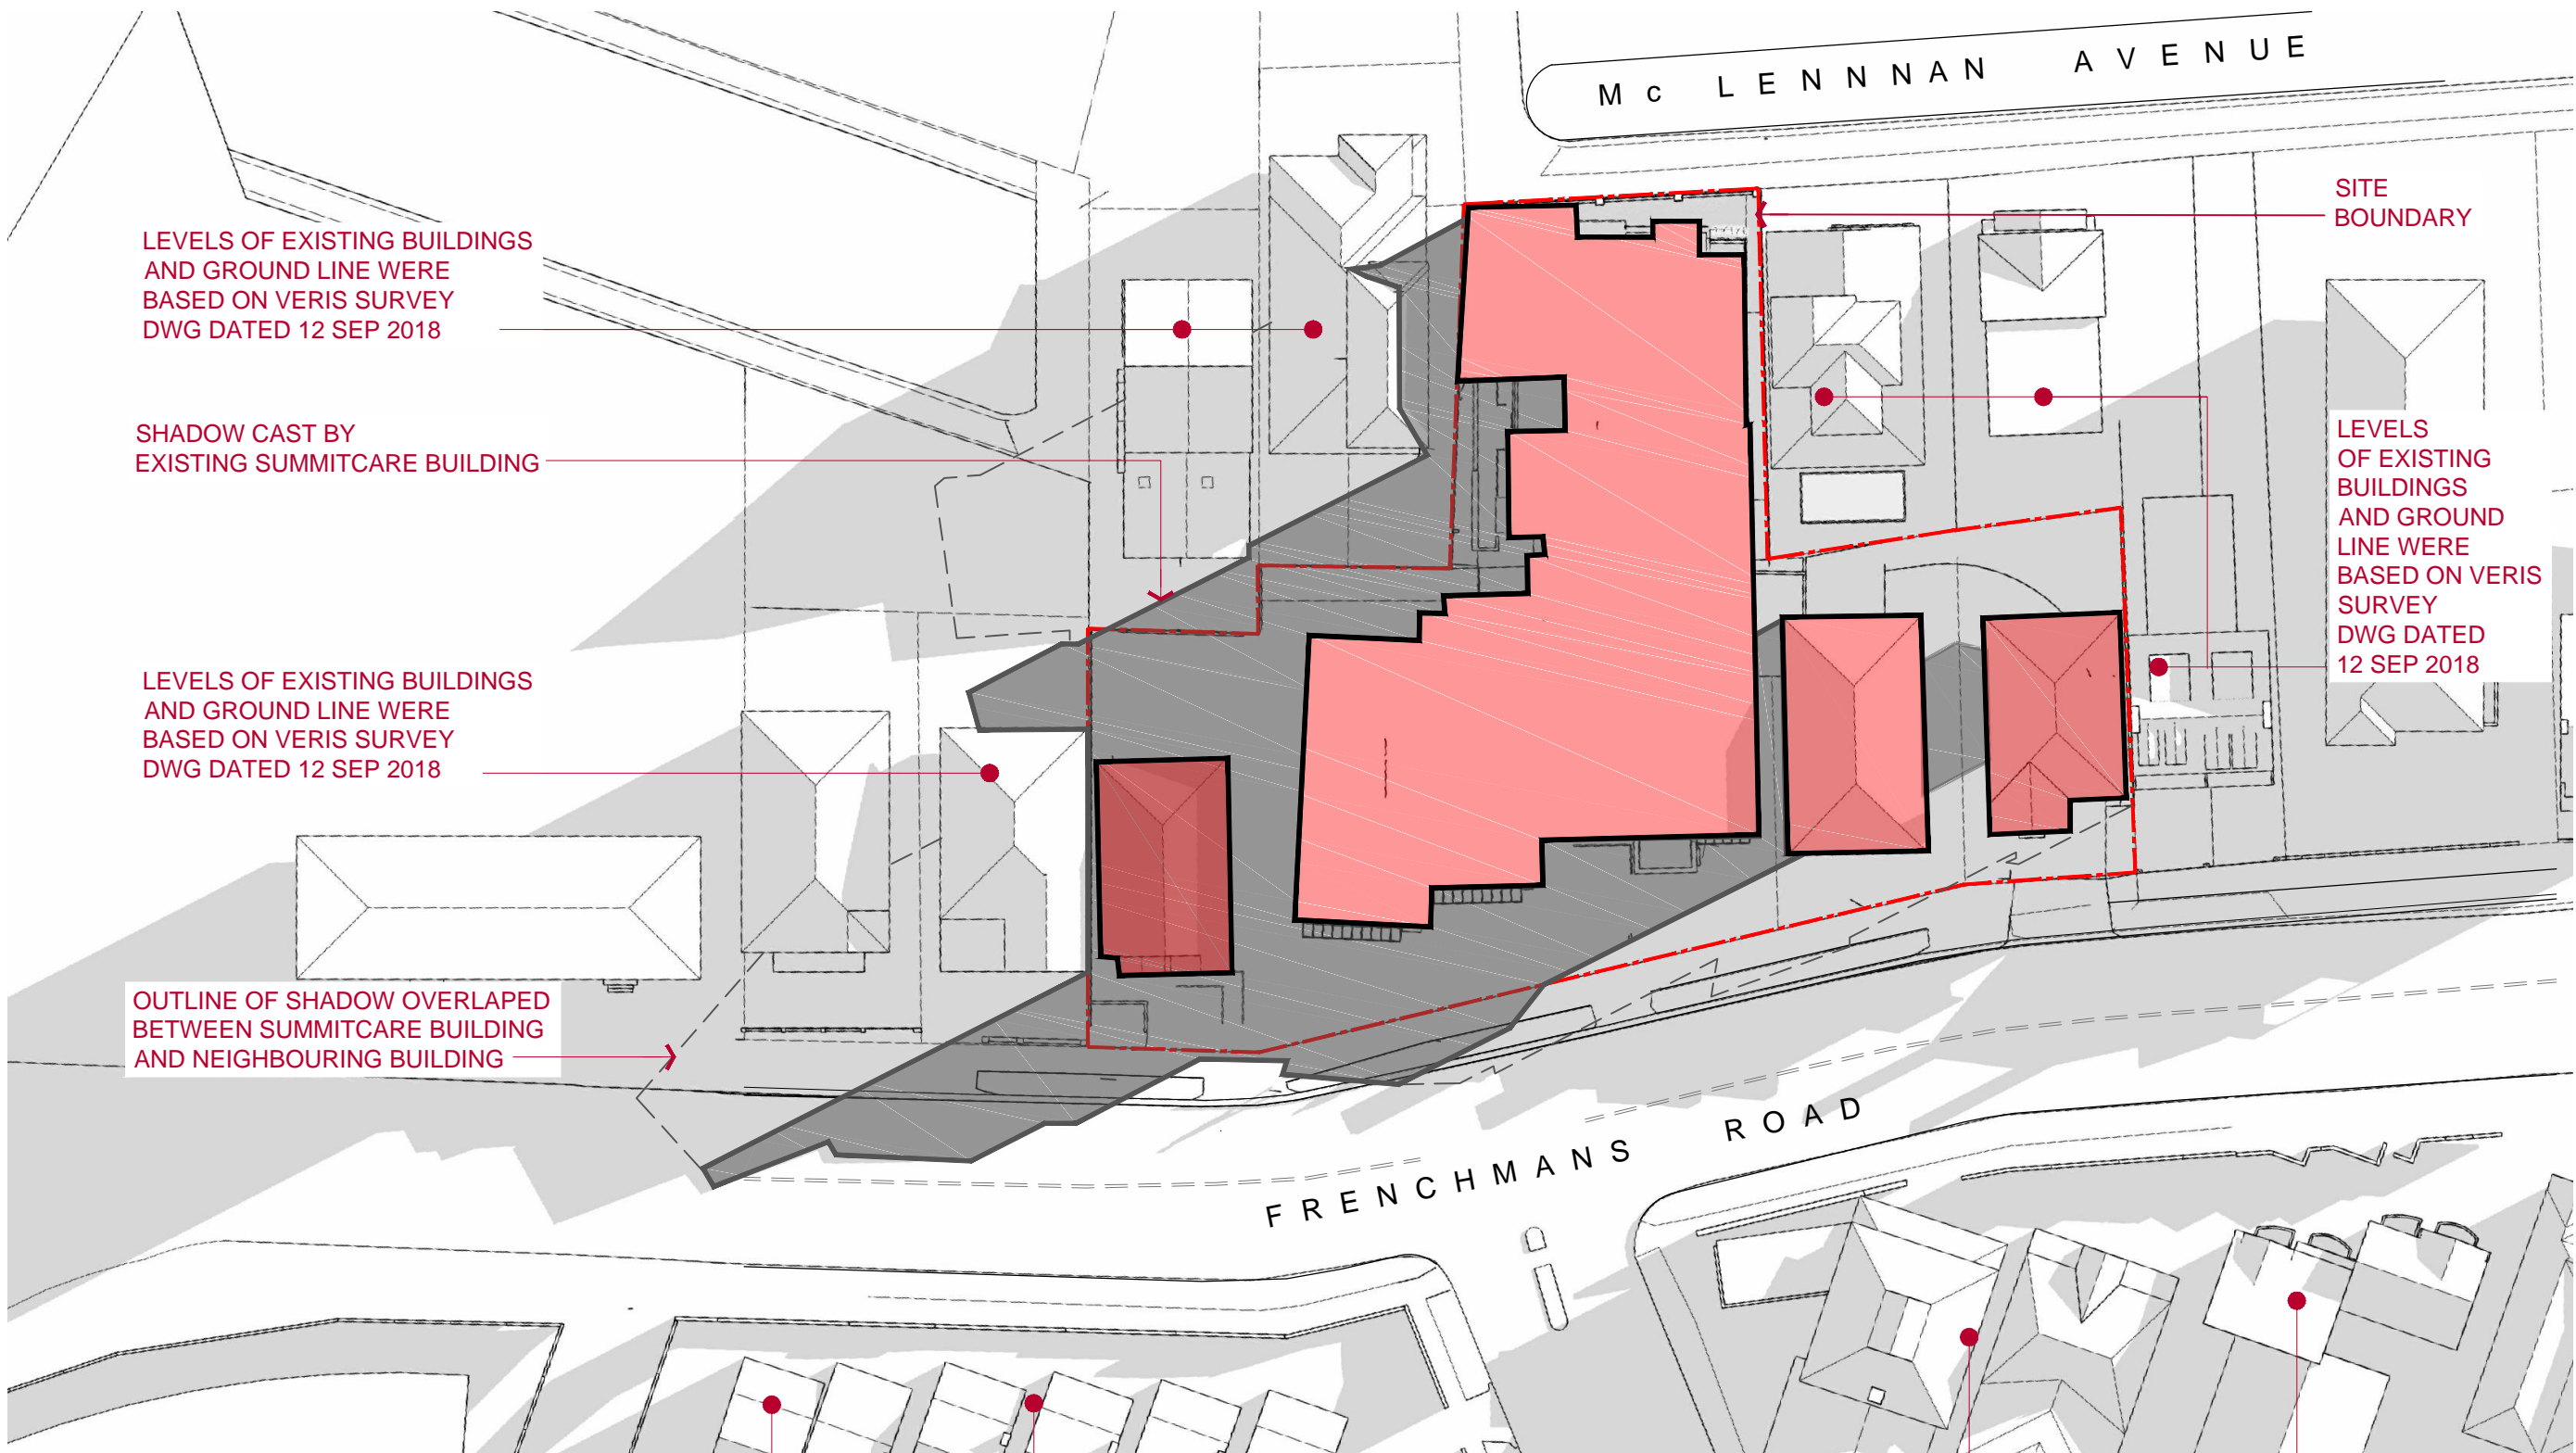 Mc LENNNAN AVENUE
SITE
BOUNDARY
LEVELS OF EXISTING BUILDINGS
AND GROUND LINE WERE
BASED ON VERIS SURVEY
DWG DATED 12 SEP 2018
SHADOW CAST BY
EXISTING SUMMITCARE BUILDING
LEVELS
OF EXISTING
BUILDINGS
AND GROUND
LINE WERE
BASED ON VERIS
SURVEY
DWG DATED
12 SEP 2018
LEVELS OF EXISTING BUILDINGS
AND GROUND LINE WERE
BASED ON VERIS SURVEY
DWG DATED 12 SEP 2018
OUTLINE OF SHADOW OVERLAPED
BETWEEN SUMMITCARE BUILDING
AND NEIGHBOURING BUILDING
FRENCHMANS ROAD